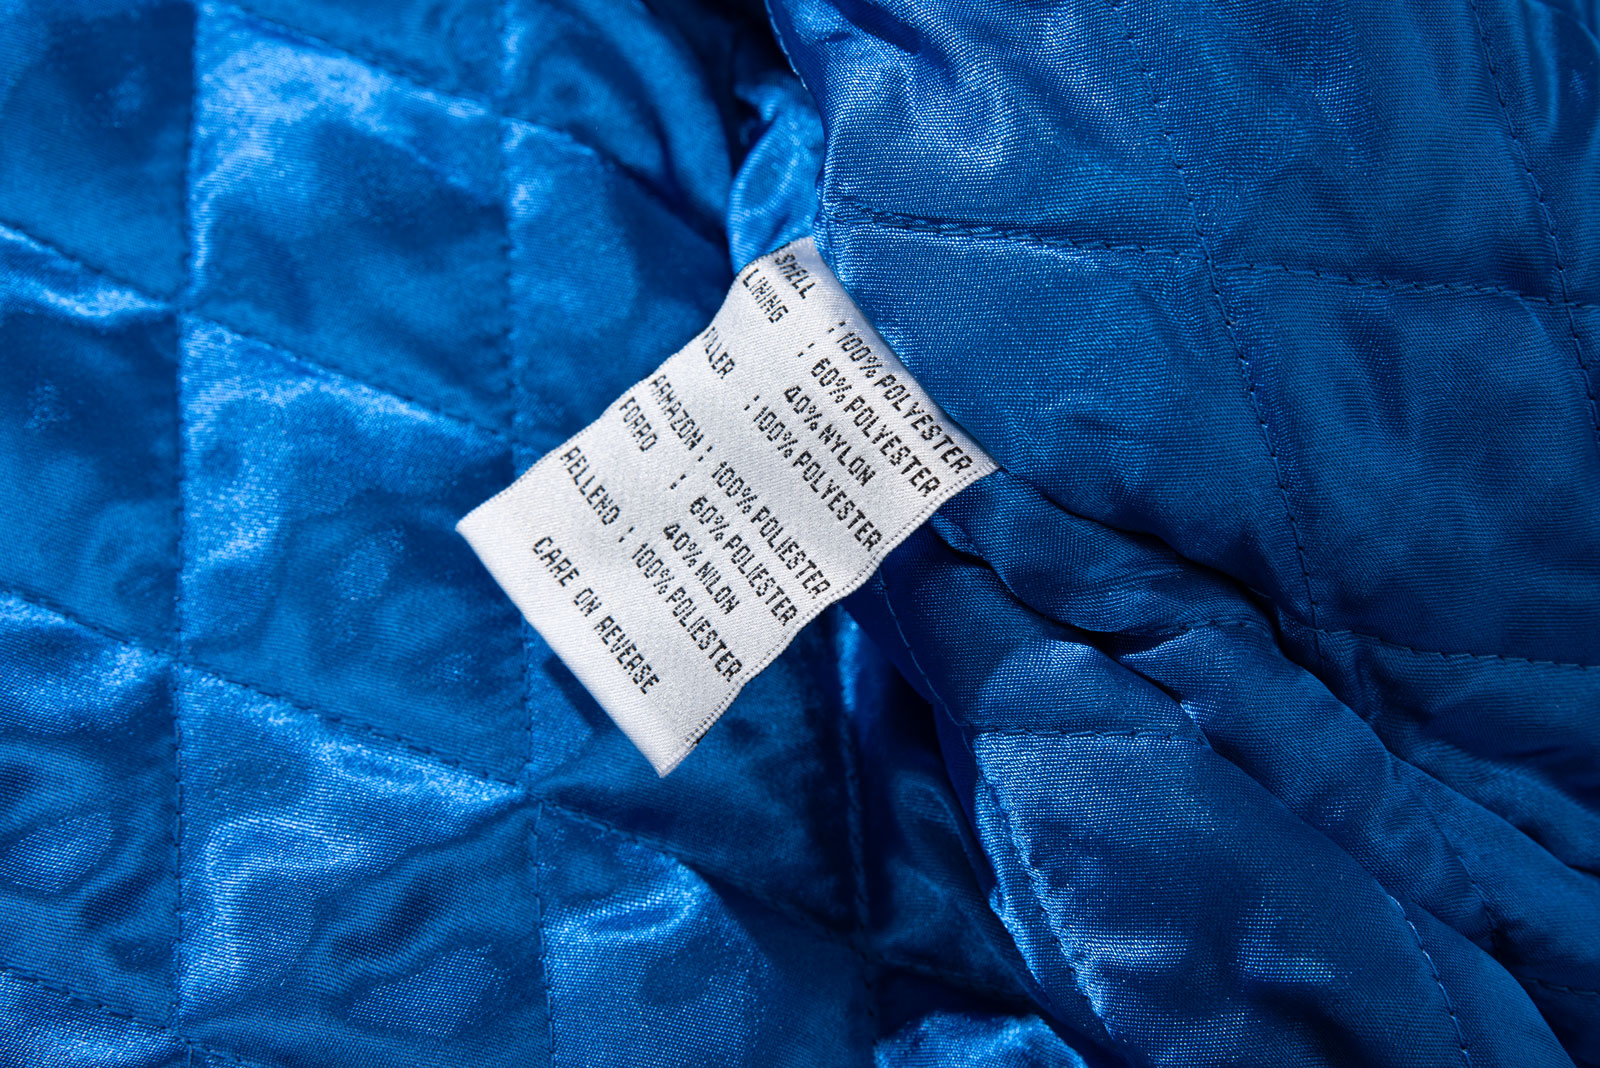 SHELL : 100% POLYESTER
LINING : 60% POLYESTER
40% NYLON
FILLER : 100% POLYESTER
ARMAZON : 100% POLIESTER
FORRO : 60% POLIESTER
40% NILON
RELLENO : 100% POLIESTER
CARE ON REVERSE